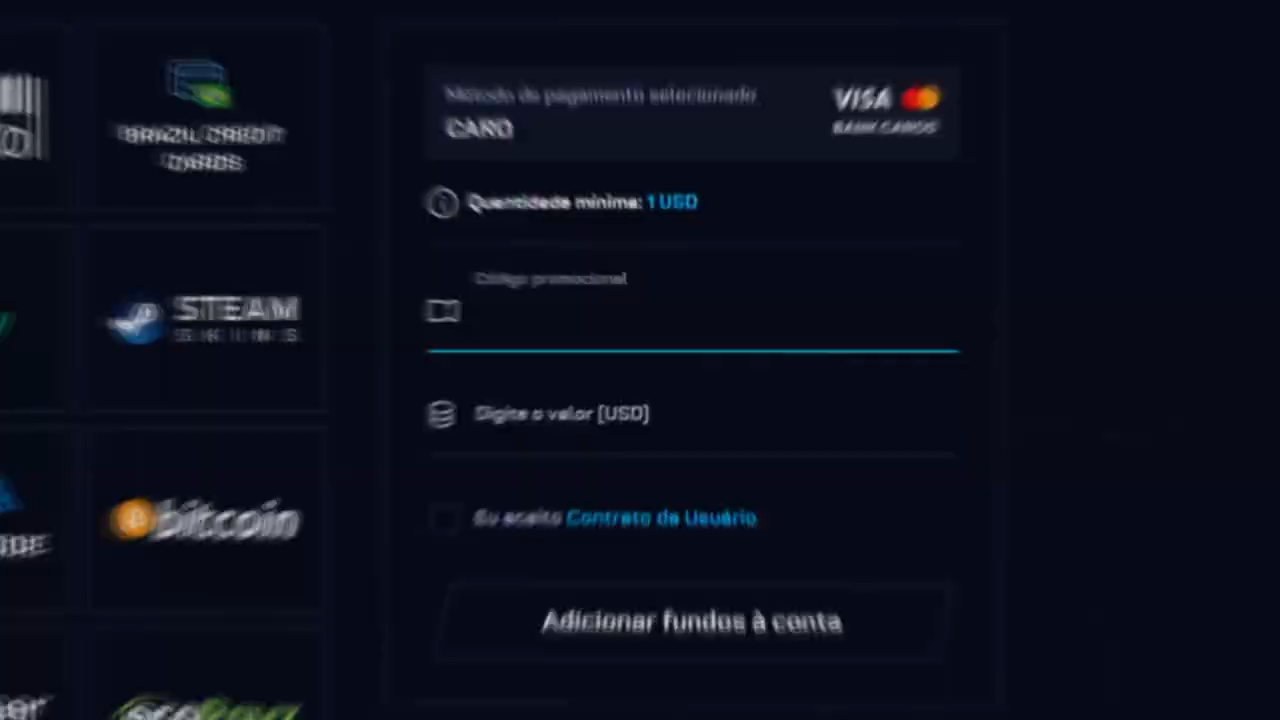 BRAZIL CREDIT
CARDS
STEAM
SKINS
bitcoin
Método de pagamento selecionado
CARD
VISA
BANK CARDS
Quantidade mínima: 1 USD
Código promocional
Digite o valor [USD]
Eu aceito Contrato de Usuário
Adicionar fundos à conta